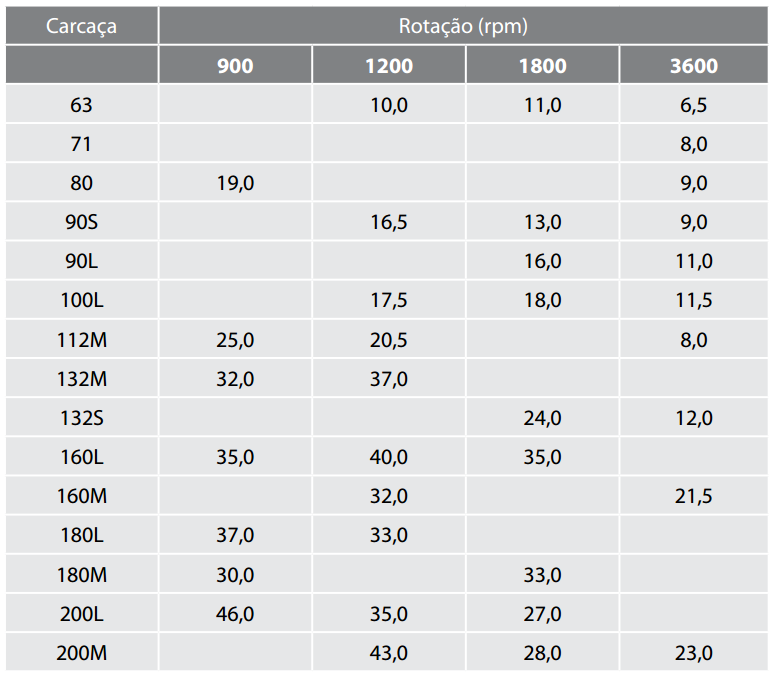 Carcaça Rotação (rpm)
900 1200 1800 3600
63 10,0 11,0 6,5
71 8,0
80 19,0 9,0
90S 16,5 13,0 9,0
90L 16,0 11,0
100L 17,5 18,0 11,5
112M 25,0 20,5 8,0
132M 32,0 37,0
132S 24,0 12,0
160L 35,0 40,0 35,0
160M 32,0 21,5
180L 37,0 33,0
180M 30,0 33,0
200L 46,0 35,0 27,0
200M 43,0 28,0 23,0